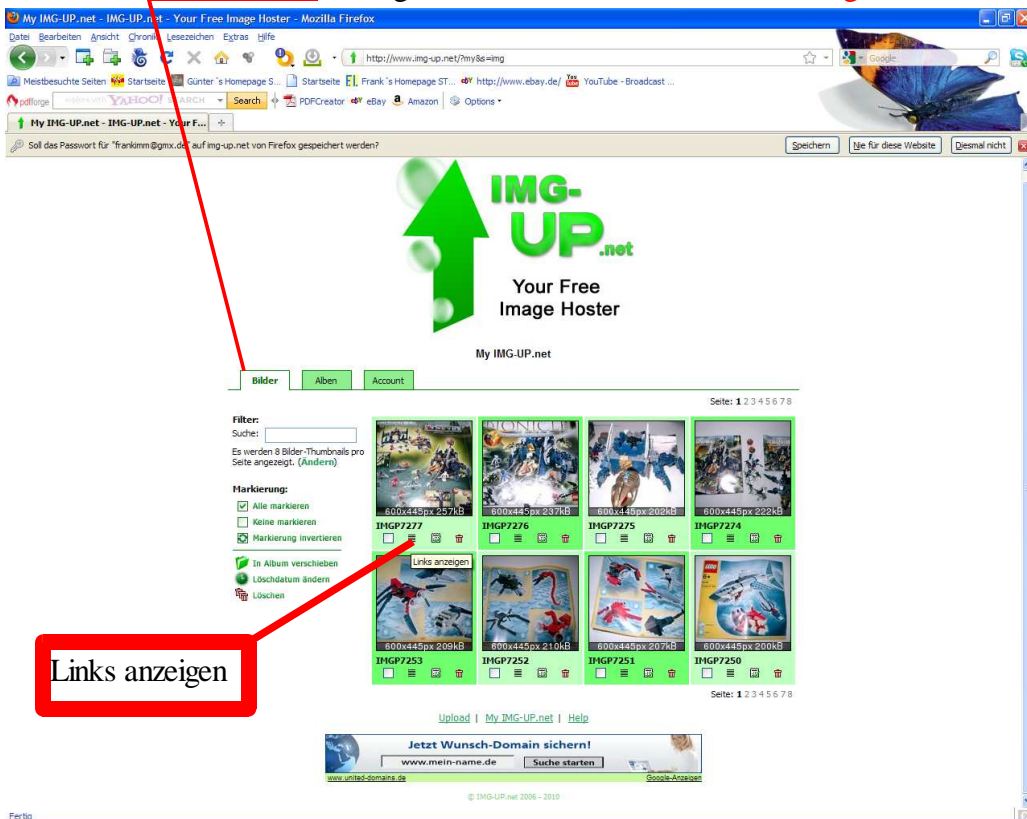 My IMG-UP.net - IMG-UP.net - Your Free Image Hoster - Mozilla Firefox
Datei Bearbeiten Ansicht Chronik Lesezeichen Extras Hilfe
http://www.img-up.net/?my&s=img
Google
Meistbesuchte Seiten Startseite Günter´s Homepage S... Startseite Frank´s Homepage ST... http://www.ebay.de/ YouTube - Broadcast ...
pdfforge YAHOO! SEARCH Search PDFCreator eBay Amazon Options
My IMG-UP.net - IMG-UP.net - Your F...
Soll das Passwort für "frankimm@gmx.de" auf img-up.net von Firefox gespeichert werden? Speichern Nie für diese Website Diesmal nicht
IMG-
UP.net
Your Free
Image Hoster
My IMG-UP.net
Bilder Alben Account
Seite: 1 2 3 4 5 6 7 8
Filter:
Suche:
Es werden 8 Bilder-Thumbnails pro
Seite angezeigt. (Ändern)
Markierung:
Alle markieren
Keine markieren
Markierung invertieren
In Album verschieben
Löschdatum ändern
Löschen
600x445px 257kB 600x445px 237kB 600x445px 202kB 600x445px 222kB
IMGP7277 IMGP7276 IMGP7275 IMGP7274
Links anzeigen
600x445px 209kB 600x445px 210kB 600x445px 207kB 600x445px 200kB
IMGP7253 IMGP7252 IMGP7251 IMGP7250
Links anzeigen
Seite: 1 2 3 4 5 6 7 8
Upload | My IMG-UP.net | Help
Jetzt Wunsch-Domain sichern!
www.mein-name.de Suche starten
www.united-domains.de Google-Anzeigen
© IMG-UP.net 2006 - 2010
Fertig